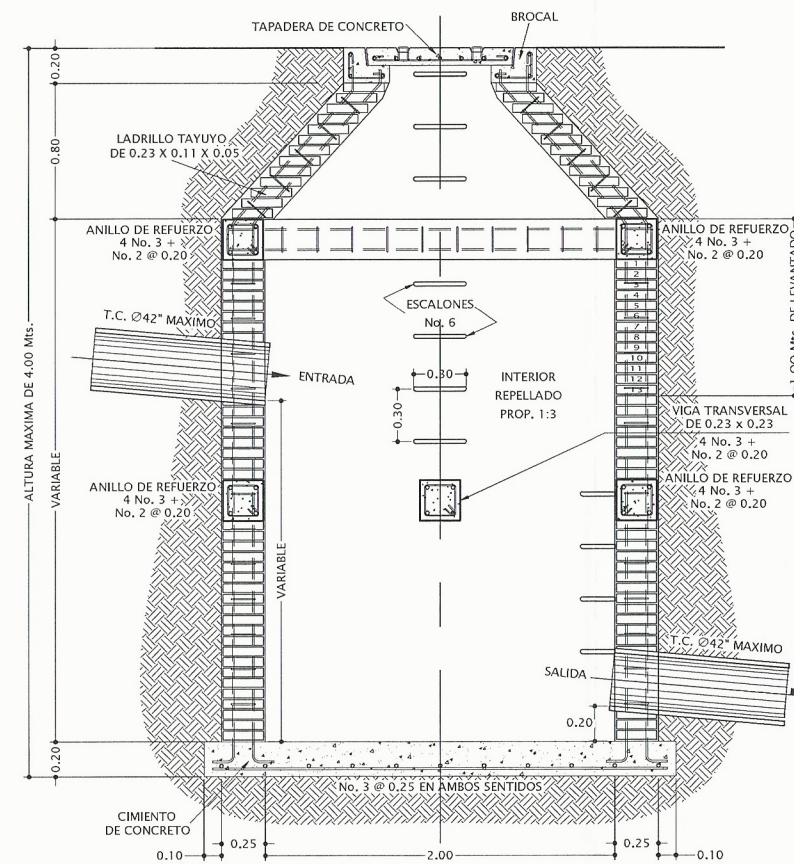 TAPADERA DE CONCRETO
BROCAL
0.20
0.80
LADRILLO TAYUYO
DE 0.23 X 0.11 X 0.05
ANILLO DE REFUERZO
4 No. 3 +
No. 2 @ 0.20
ANILLO DE REFUERZO
4 No. 3 +
No. 2 @ 0.20
1
2
3
4
5
6
7
8
9
10
11
12
13
T.C. Ø42" MAXIMO
ENTRADA
ESCALONES
No. 6
0.30
0.30
INTERIOR
REPELLADO
PROP. 1:3
ALTURA MAXIMA DE 4.00 Mts.
VARIABLE
VIGA TRANSVERSAL
DE 0.23 x 0.23
4 No. 3 +
No. 2 @ 0.20
ANILLO DE REFUERZO
4 No. 3 +
No. 2 @ 0.20
ANILLO DE REFUERZO
4 No. 3 +
No. 2 @ 0.20
VARIABLE
T.C. Ø42" MAXIMO
SALIDA
0.20
0.20
No. 3 @ 0.25 EN AMBOS SENTIDOS
CIMIENTO
DE CONCRETO
0.25
0.25
0.10
2.00
0.10